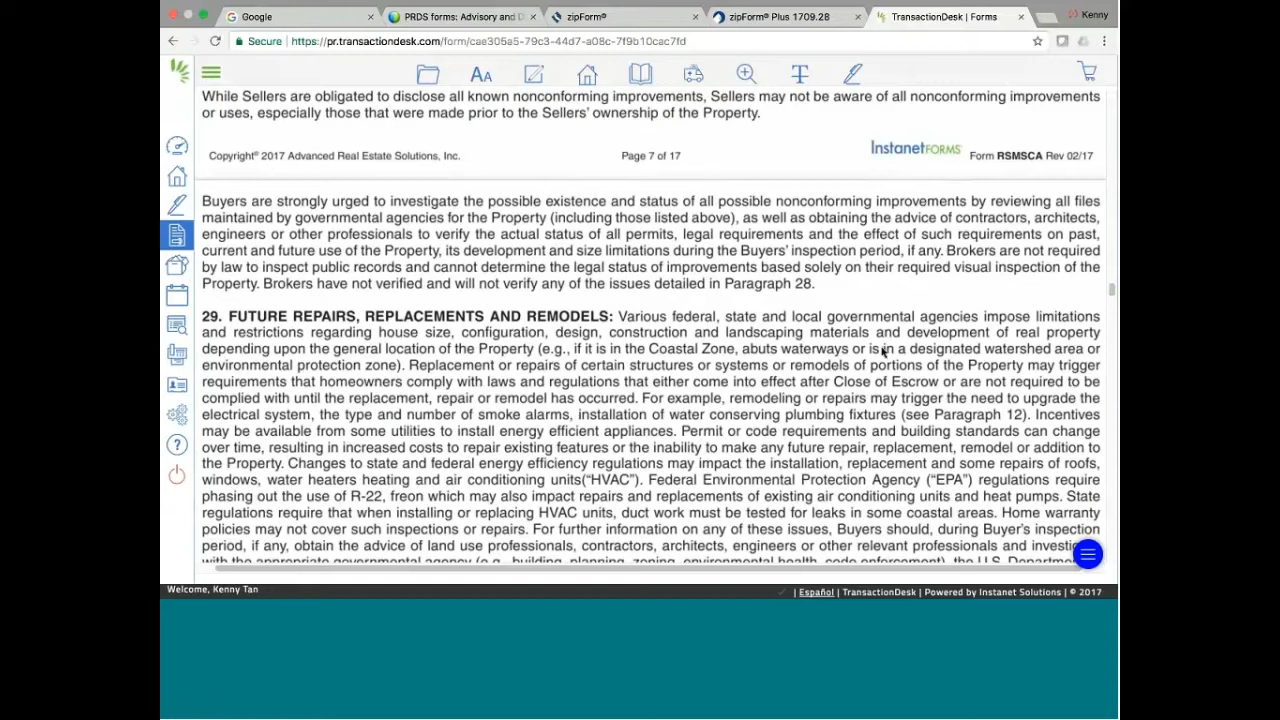 Google
PRDS forms: Advisory and D
zipForm®
zipForm® Plus 1709.28
TransactionDesk | Forms
Kenny
Secure | https://pr.transactiondesk.com/form/cae305a5-79c3-44d7-a08c-7f9b10cac7fd
While Sellers are obligated to disclose all known nonconforming improvements, Sellers may not be aware of all nonconforming improvements
or uses, especially those that were made prior to the Sellers' ownership of the Property.
Copyright® 2017 Advanced Real Estate Solutions, Inc. Page 7 of 17 InstanetFORMS Form RSMSCA Rev 02/17
Buyers are strongly urged to investigate the possible existence and status of all possible nonconforming improvements by reviewing all files
maintained by governmental agencies for the Property (including those listed above), as well as obtaining the advice of contractors, architects,
engineers or other professionals to verify the actual status of all permits, legal requirements and the effect of such requirements on past,
current and future use of the Property, its development and size limitations during the Buyers' inspection period, if any. Brokers are not required
by law to inspect public records and cannot determine the legal status of improvements based solely on their required visual inspection of the
Property. Brokers have not verified and will not verify any of the issues detailed in Paragraph 28.
29. FUTURE REPAIRS, REPLACEMENTS AND REMODELS: Various federal, state and local governmental agencies impose limitations
and restrictions regarding house size, configuration, design, construction and landscaping materials and development of real property
depending upon the general location of the Property (e.g., if it is in the Coastal Zone, abuts waterways or is in a designated watershed area or
environmental protection zone). Replacement or repairs of certain structures or systems or remodels of portions of the Property may trigger
requirements that homeowners comply with laws and regulations that either come into effect after Close of Escrow or are not required to be
complied with until the replacement, repair or remodel has occurred. For example, remodeling or repairs may trigger the need to upgrade the
electrical system, the type and number of smoke alarms, installation of water conserving plumbing fixtures (see Paragraph 12). Incentives
may be available from some utilities to install energy efficient appliances. Permit or code requirements and building standards can change
over time, resulting in increased costs to repair existing features or the inability to make any future repair, replacement, remodel or addition to
the Property. Changes to state and federal energy efficiency regulations may impact the installation, replacement and some repairs of roofs,
windows, water heaters heating and air conditioning units("HVAC"). Federal Environmental Protection Agency ("EPA") regulations require
phasing out the use of R-22, freon which may also impact repairs and replacements of existing air conditioning units and heat pumps. State
regulations require that when installing or replacing HVAC units, duct work must be tested for leaks in some coastal areas. Home warranty
policies may not cover such inspections or repairs. For further information on any of these issues, Buyers should, during Buyer's inspection
period, if any, obtain the advice of land use professionals, contractors, architects, engineers or other relevant professionals and investi
with the appropriate governmental agency (e.g., building, planning, zoning, environmental health, code enforcement), the U.S. Departm
Welcome, Kenny Tan
| Español | TransactionDesk | Powered by Instanet Solutions | © 2017